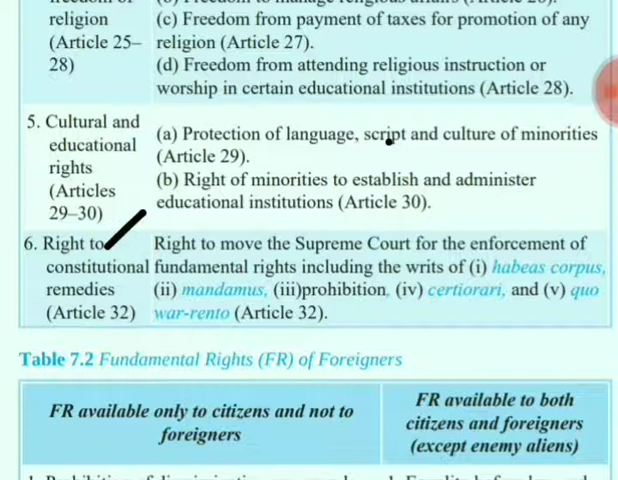 religion
(Article 25–
28)
(c) Freedom from payment of taxes for promotion of any
religion (Article 27).
(d) Freedom from attending religious instruction or
worship in certain educational institutions (Article 28).
5. Cultural and
educational
rights
(Articles
29–30)
(a) Protection of language, script and culture of minorities
(Article 29).
(b) Right of minorities to establish and administer
educational institutions (Article 30).
6. Right to
constitutional
remedies
(Article 32)
Right to move the Supreme Court for the enforcement of
fundamental rights including the writs of (i) habeas corpus,
(ii) mandamus, (iii)prohibition, (iv) certiorari, and (v) quo
war-rento (Article 32).
Table 7.2 Fundamental Rights (FR) of Foreigners
FR available only to citizens and not to
foreigners
FR available to both
citizens and foreigners
(except enemy aliens)